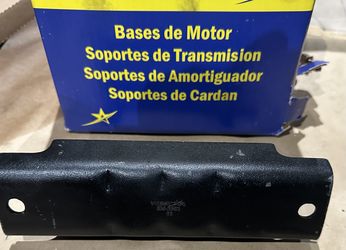 Bases de Motor
Soportes de Transmision
Soportes de Amortiguador
Soportes de Cardan